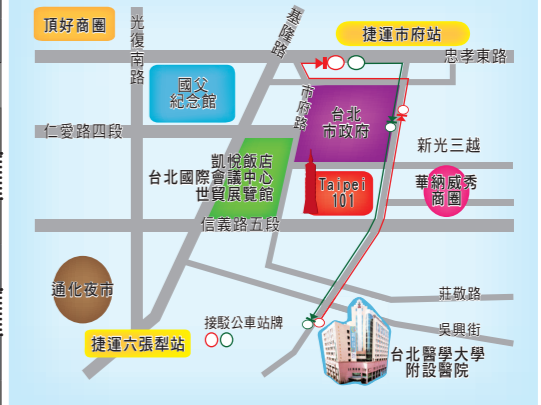 頂好商圈
光復南路
基隆路
捷運市府站
忠孝東路
國父
紀念館
市府路
台北
市政府
仁愛路四段
新光三越
凱悅飯店
台北國際會議中心
世貿展覽館
Taipei
101
華納威秀
商圈
信義路五段
通化夜市
莊敬路
接駁公車站牌
吳興街
捷運六張犁站
台北醫學大學
附設醫院